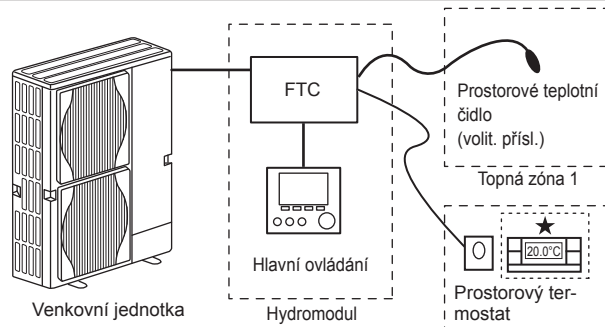 FTC
Prostorové teplotní
čidlo
(volit. přísl.)
Topná zóna 1
Hlavní ovládání
20.0°C
Venkovní jednotka
Hydromodul
Prostorový ter-
mostat